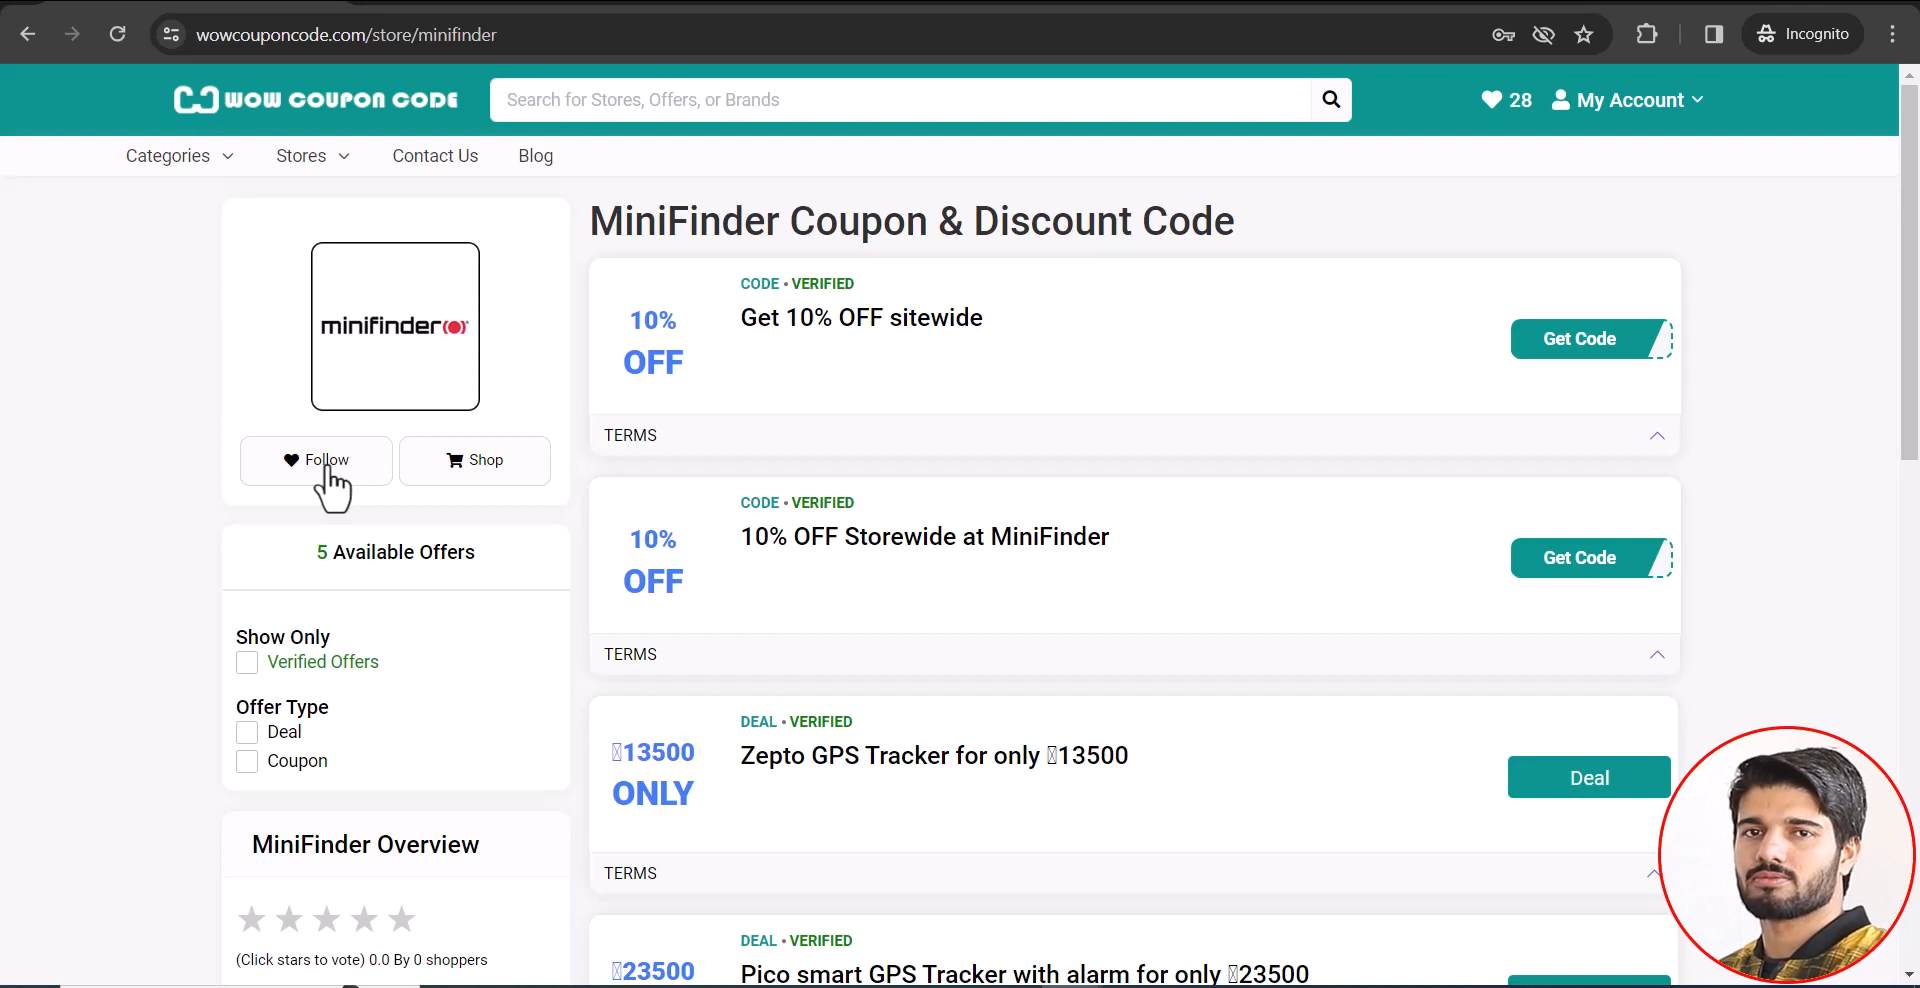 wowcouponcode.com/store/minifinder
Incognito
WOW COUPON CODE
Search for Stores, Offers, or Brands
28
My Account
Categories
Stores
Contact Us
Blog
minifinder
Follow
Shop
5 Available Offers
Show Only
Verified Offers
Offer Type
Deal
Coupon
MiniFinder Overview
(Click stars to vote) 0.0 By 0 shoppers
MiniFinder Coupon & Discount Code
10%
OFF
CODE • VERIFIED
Get 10% OFF sitewide
Get Code
TERMS
10%
OFF
CODE • VERIFIED
10% OFF Storewide at MiniFinder
Get Code
TERMS
13500
ONLY
DEAL • VERIFIED
Zepto GPS Tracker for only 13500
Deal
TERMS
23500
DEAL • VERIFIED
Pico smart GPS Tracker with alarm for only 23500